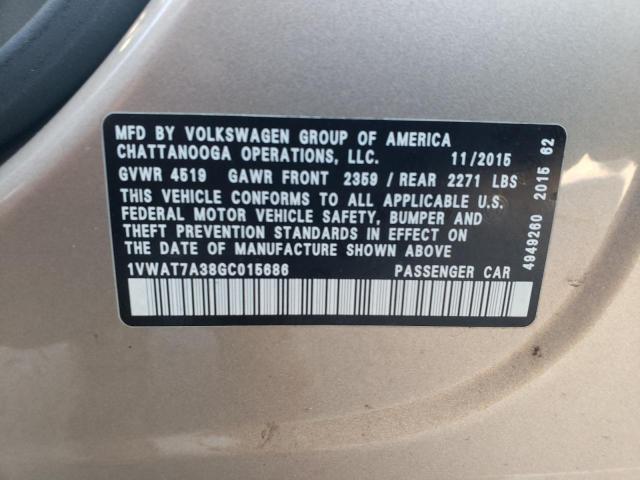 MFD BY VOLKSWAGEN GROUP OF AMERICA
CHATTANOOGA OPERATIONS, LLC. 11/2015
GVWR 4519 GAWR FRONT 2359 / REAR 2271 LBS
THIS VEHICLE CONFORMS TO ALL APPLICABLE U.S.
FEDERAL MOTOR VEHICLE SAFETY, BUMPER AND
THEFT PREVENTION STANDARDS IN EFFECT ON
THE DATE OF MANUFACTURE SHOWN ABOVE
1VWAT7A38GC015686 PASSENGER CAR
4949260 2015 62